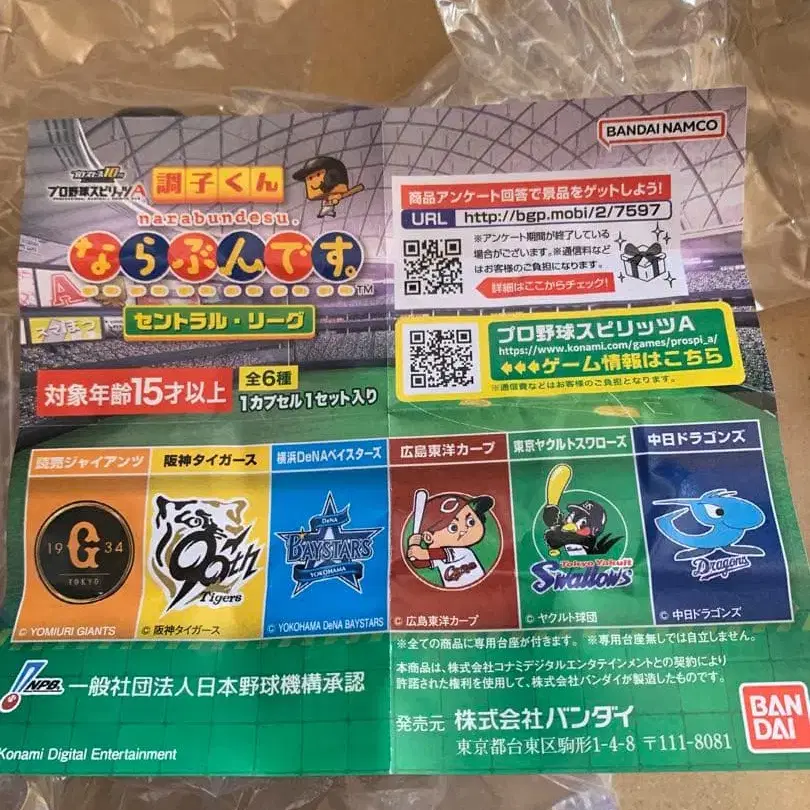 BANDAI NAMCO
プロスピ10th
プロ野球スピリッツA
調子くん
narabundesu.
ならぶんです。TM
セントラル・リーグ
対象年齢15才以上
全6種
1カプセル1セット入り
商品アンケート回答で景品をゲットしよう!
URL http://bgp.mobi/2/7597
※アンケート期間が終了している
場合がございます。※通信料など
はお客様のご負担になります。
詳細はここからチェック!
プロ野球スピリッツA
https://www.konami.com/games/prospi_a/
ゲーム情報はこちら
※通信費などはお客様のご負担となります。
読売ジャイアンツ
1934
G
TOKYO
© YOMIURI GIANTS
阪神タイガース
90th
Tigers
© 阪神タイガース
横浜DeNAベイスターズ
DeNA
BAYSTARS
YOKOHAMA
© YOKOHAMA DeNA BAYSTARS
広島東洋カープ
Carp
© 広島東洋カープ
東京ヤクルトスワローズ
Tokyo Yakult
Swallows
© ヤクルト球団
中日ドラゴンズ
Dragons
© 中日ドラゴンズ
※全ての商品に専用台座が付きます。 ※専用台座無しでは自立しません。
NPB 一般社団法人日本野球機構承認
本商品は、株式会社コナミデジタルエンタテインメントとの契約により
許諾された権利を使用して、株式会社バンダイが製造したものです。
発売元 株式会社バンダイ
東京都台東区駒形1-4-8 〒111-8081
BAN
DAI
Konami Digital Entertainment